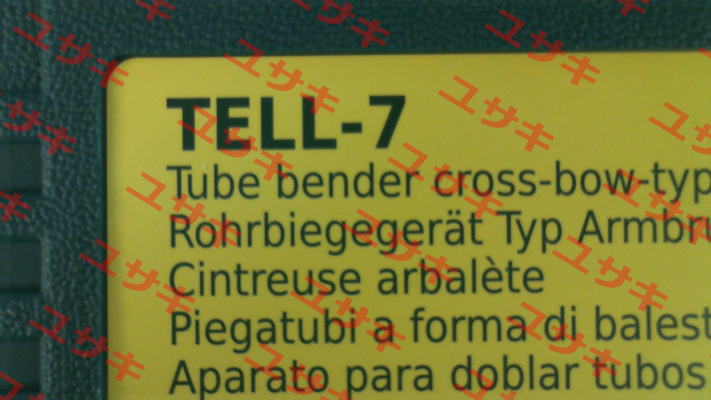 TELL-7
Tube bender cross-bow-typ
Rohrbiegegerät Typ Armbru
Cintreuse arbalète
Piegatubi a forma di balest
Aparato para doblar tubos
ユサキ